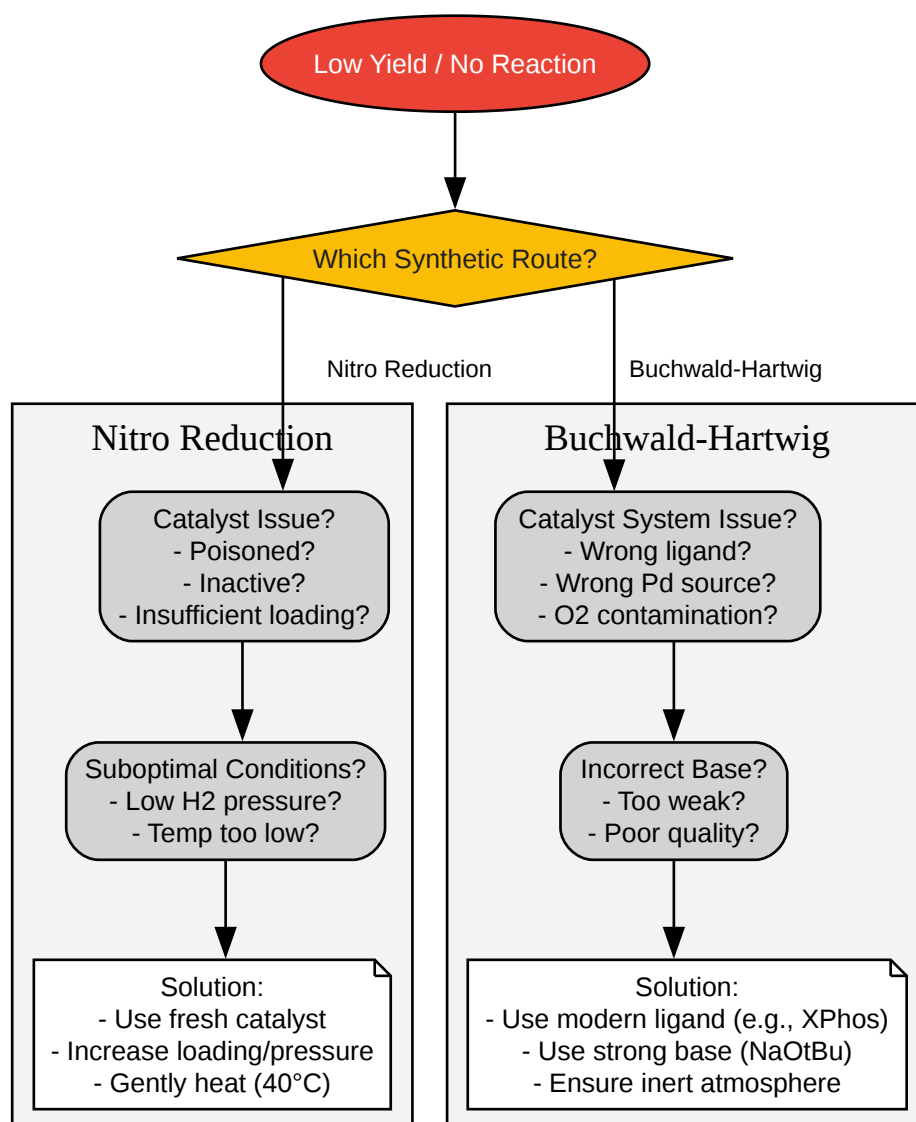 Low Yield / No Reaction
Which Synthetic Route?
Nitro Reduction
Buchwald-Hartwig
Nitro Reduction
Catalyst Issue?
- Poisoned?
- Inactive?
- Insufficient loading?
Suboptimal Conditions?
- Low H2 pressure?
- Temp too low?
Solution:
- Use fresh catalyst
- Increase loading/pressure
- Gently heat (40°C)
Buchwald-Hartwig
Catalyst System Issue?
- Wrong ligand?
- Wrong Pd source?
- O2 contamination?
Incorrect Base?
- Too weak?
- Poor quality?
Solution:
- Use modern ligand (e.g., XPhos)
- Use strong base (NaOtBu)
- Ensure inert atmosphere